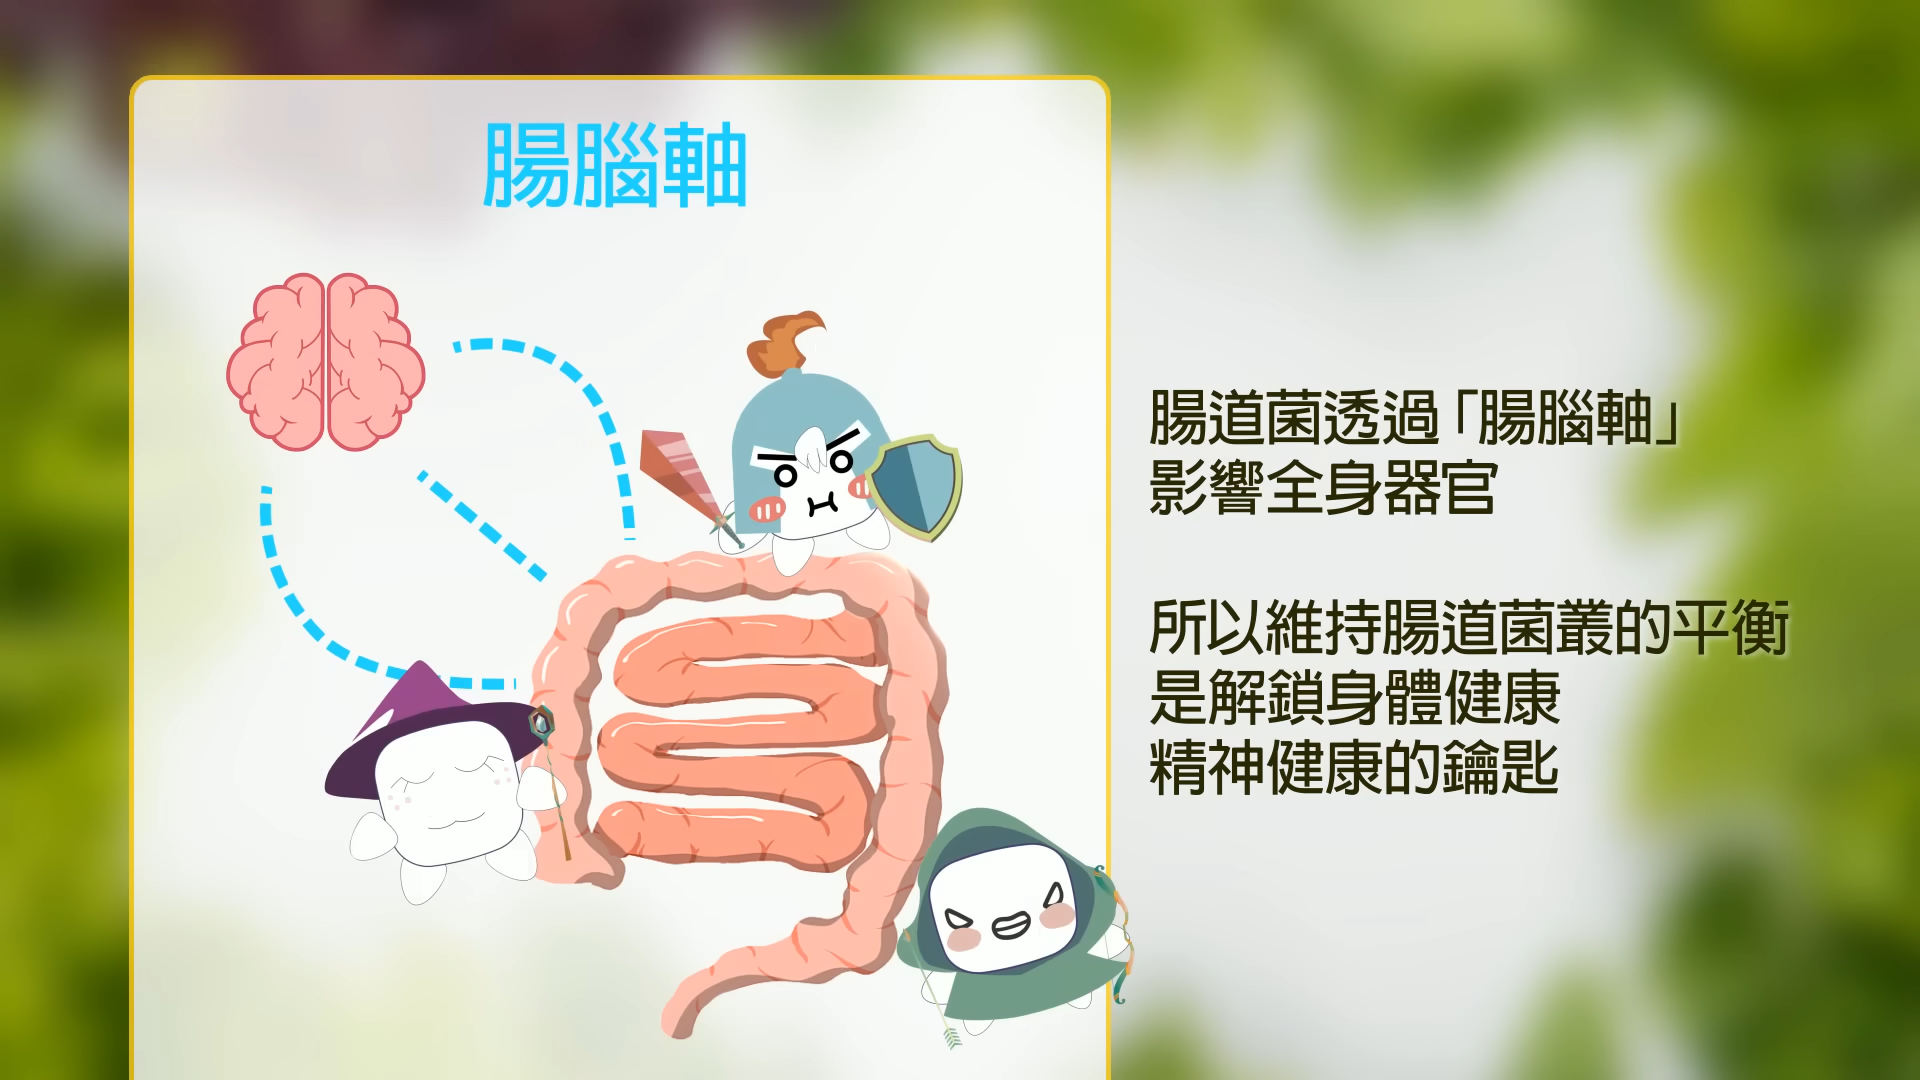 腸腦軸
腸道菌透過「腸腦軸」
影響全身器官
所以維持腸道菌叢的平衡
是解鎖身體健康
精神健康的鑰匙